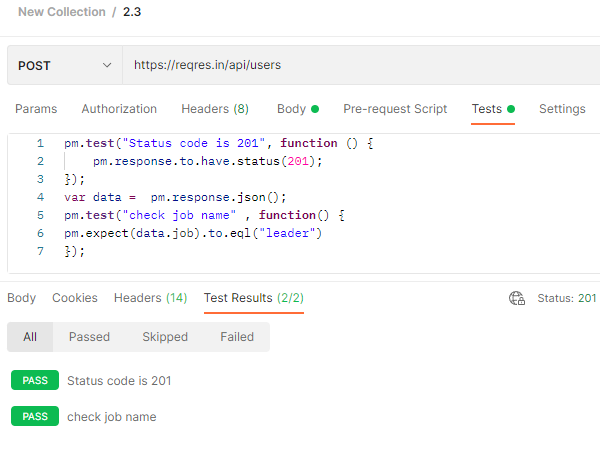 New Collection / 2.3
POST https://reqres.in/api/users
Params Authorization Headers (8) Body Pre-request Script Tests Settings
1 pm.test("Status code is 201", function () {
2 pm.response.to.have.status(201);
3 });
4 var data =  pm.response.json();
5 pm.test("check job name" , function() {
6 pm.expect(data.job).to.eql("leader")
7 });
Body Cookies Headers (14) Test Results (2/2) Status: 201
All Passed Skipped Failed
PASS Status code is 201
PASS check job name